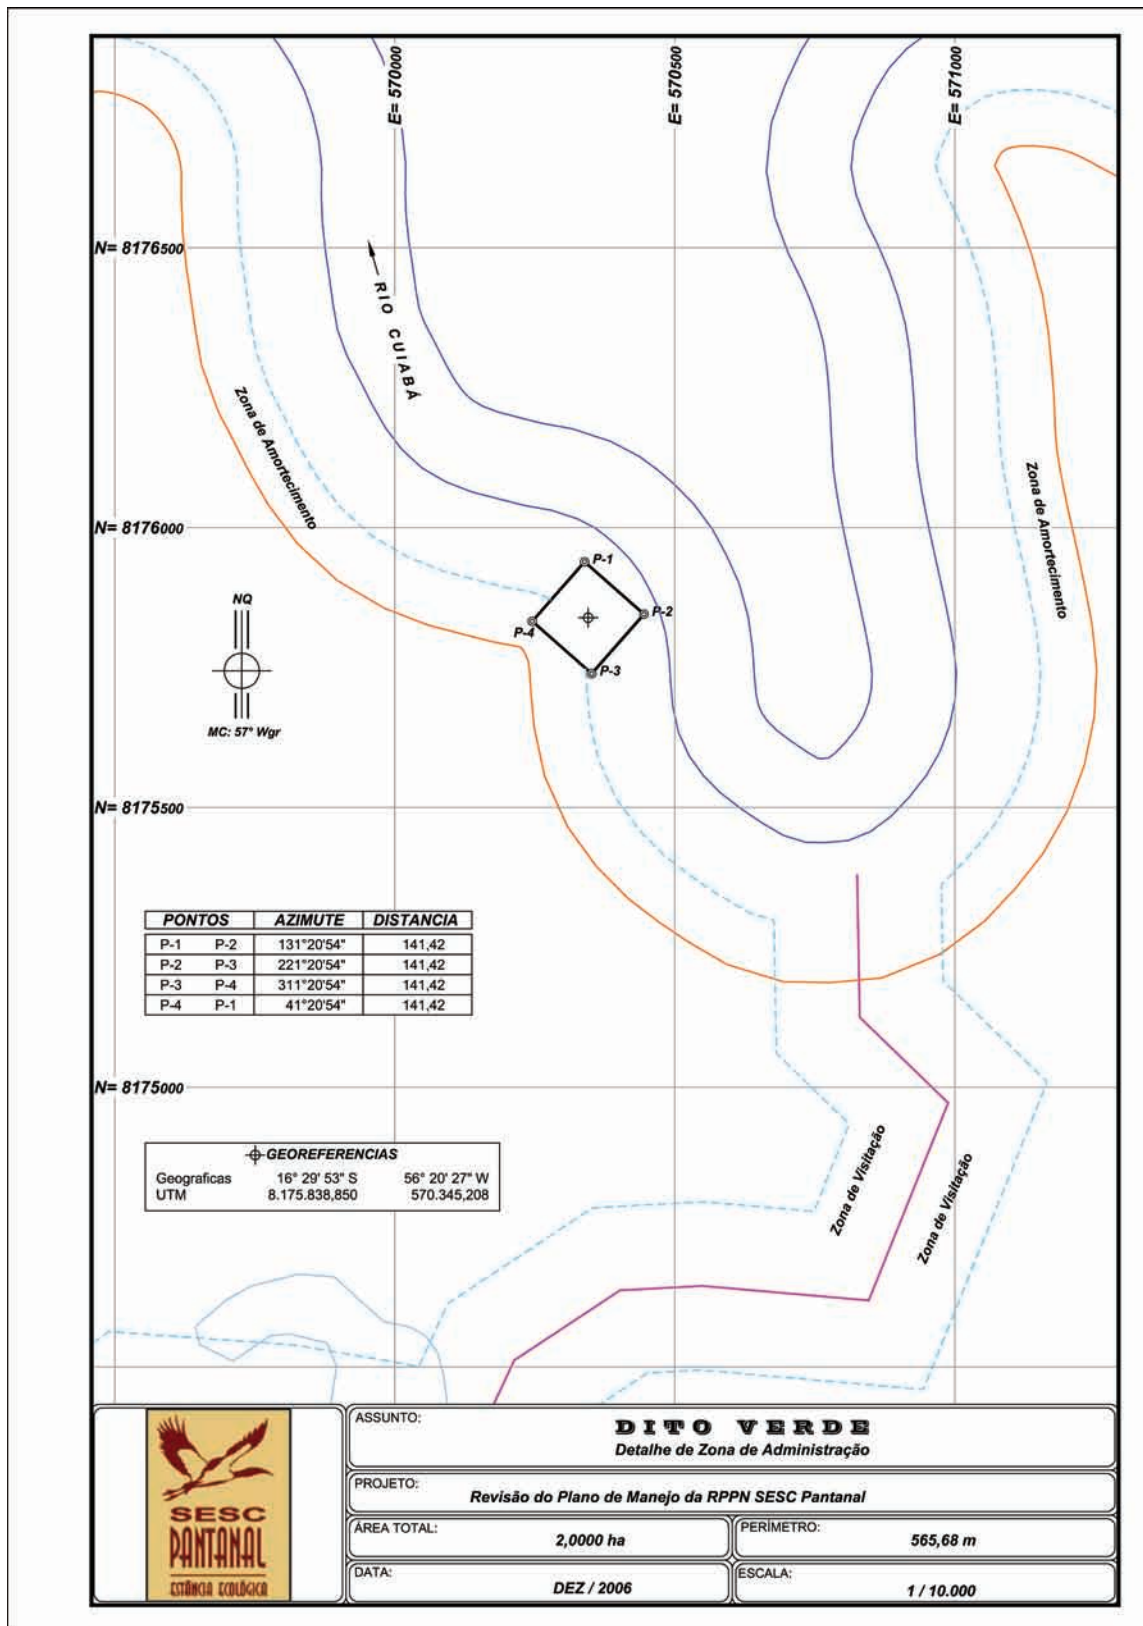 E= 570000
E= 570500
E= 571000
N= 8176500
RIO CUIABÁ
Zona de Amortecimento
Zona de Amortecimento
N= 8176000
P-1
P-2
P-4
P-3
NQ
MC: 57° Wgr
N= 8175500
PONTOS AZIMUTE DISTANCIA
P-1 P-2 131°20'54" 141,42
P-2 P-3 221°20'54" 141,42
P-3 P-4 311°20'54" 141,42
P-4 P-1 41°20'54" 141,42
N= 8175000
GEOREFERENCIAS
Geograficas 16° 29' 53" S 56° 20' 27" W
UTM 8.175.838,850 570.345,208
Zona de Visitação
Zona de Visitação
SESC
PANTANAL
ESTÂNCIA ECOLÓGICA
ASSUNTO:
DITO VERDE
Detalhe de Zona de Administração
PROJETO:
Revisão do Plano de Manejo da RPPN SESC Pantanal
ÁREA TOTAL:
2,0000 ha
PERÍMETRO:
565,68 m
DATA:
DEZ / 2006
ESCALA:
1 / 10.000